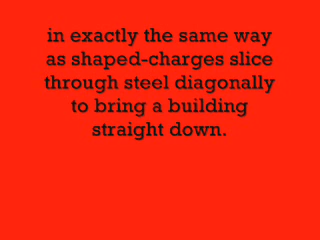 in exactly the same way
as shaped-charges slice
through steel diagonally
to bring a building
straight down.